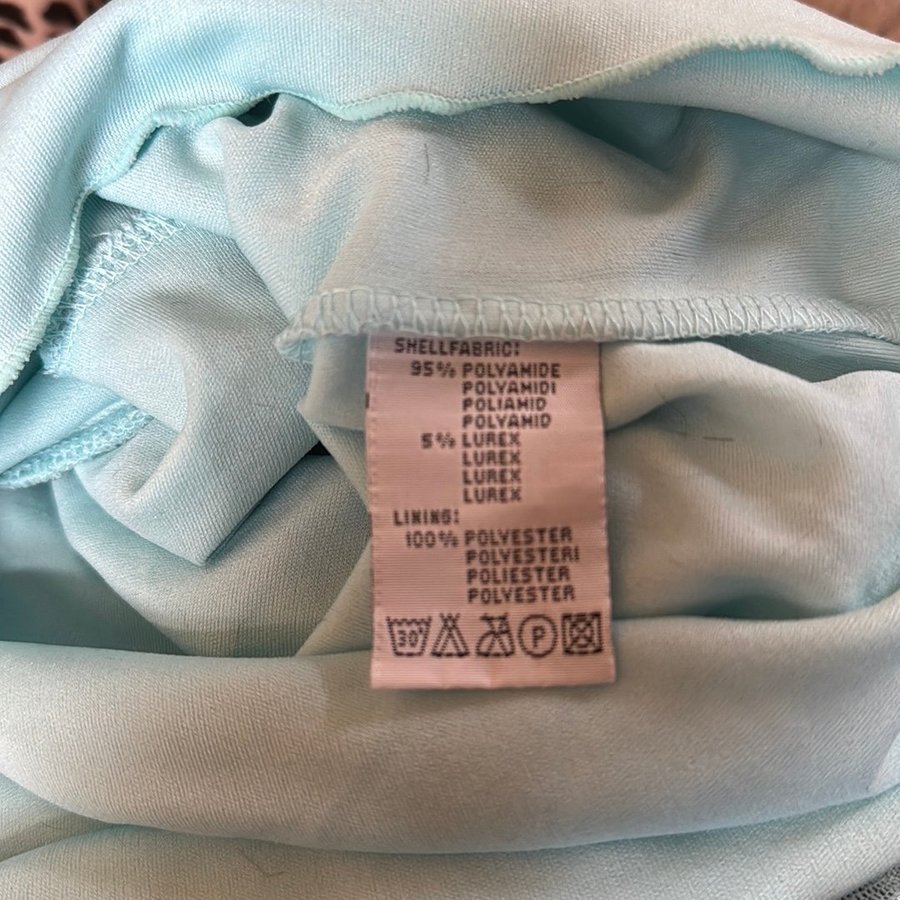 SHELLFABRIC:
95% POLYAMIDE
POLYAMIDI
POLIAMID
POLYAMID
5% LUREX
LUREX
LUREX
LUREX
LINING:
100% POLYESTER
POLYESTERI
POLIESTER
POLYESTER
30° P